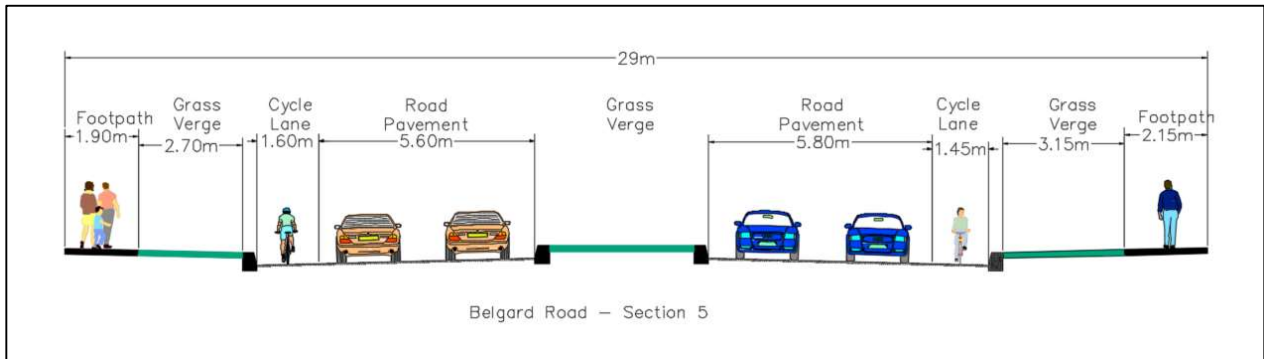 29m
Footpath
1.90m
Grass
Verge
2.70m
Cycle
Lane
1.60m
Road
Pavement
5.60m
Grass
Verge
Road
Pavement
5.80m
Cycle
Lane
1.45m
Grass
Verge
3.15m
Footpath
2.15m
Belgard Road – Section 5